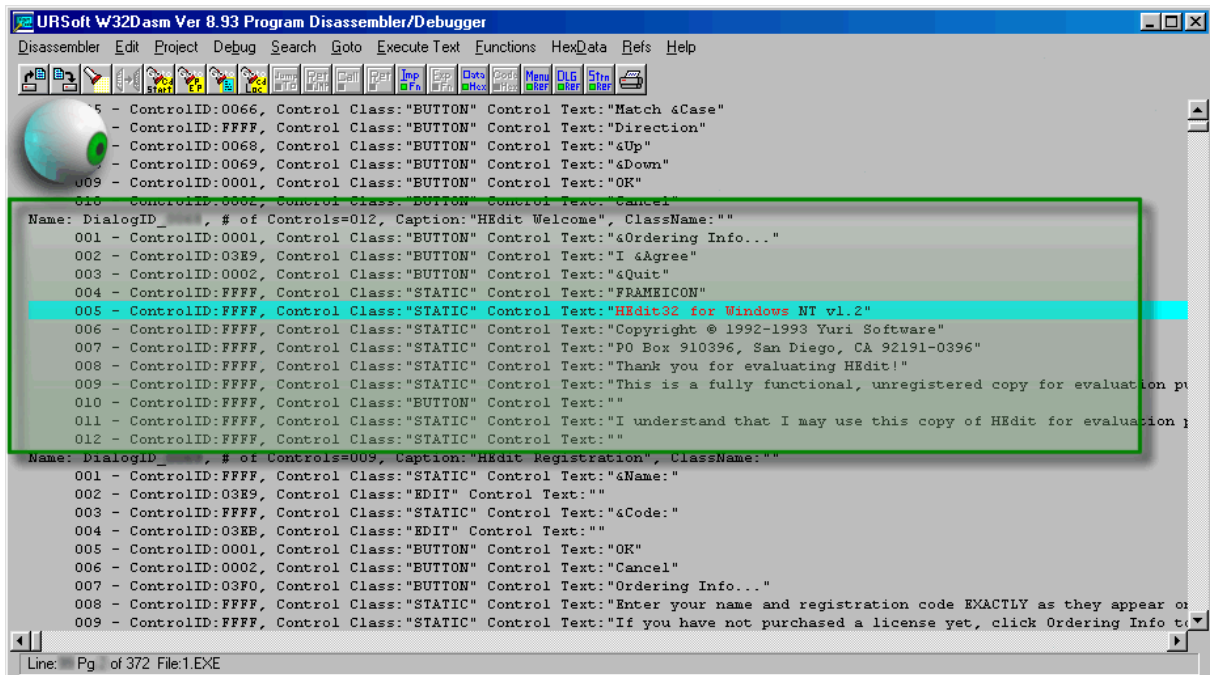 URSoft W32Dasm Ver 8.93 Program Disassembler/Debugger
Disassembler Edit Project Debug Search Goto Execute Text Functions HexData Refs Help
5 - ControlID:0066, Control Class:"BUTTON" Control Text:"Match &Case"
- ControlID:FFFF, Control Class:"BUTTON" Control Text:"Direction"
- ControlID:0068, Control Class:"BUTTON" Control Text:"&Up"
- ControlID:0069, Control Class:"BUTTON" Control Text:"&Down"
009 - ControlID:0001, Control Class:"BUTTON" Control Text:"OK"
010 - ControlID:0002, Control Class:"BUTTON" Control Text:"Cancel"
Name: DialogID_ , # of Controls=012, Caption:"HEdit Welcome", ClassName:""
001 - ControlID:0001, Control Class:"BUTTON" Control Text:"&Ordering Info..."
002 - ControlID:03E9, Control Class:"BUTTON" Control Text:"I &Agree"
003 - ControlID:0002, Control Class:"BUTTON" Control Text:"&Quit"
004 - ControlID:FFFF, Control Class:"STATIC" Control Text:"FRAMEICON"
005 - ControlID:FFFF, Control Class:"STATIC" Control Text:"HEdit32 for Windows NT v1.2"
006 - ControlID:FFFF, Control Class:"STATIC" Control Text:"Copyright © 1992-1993 Yuri Software"
007 - ControlID:FFFF, Control Class:"STATIC" Control Text:"PO Box 910396, San Diego, CA 92191-0396"
008 - ControlID:FFFF, Control Class:"STATIC" Control Text:"Thank you for evaluating HEdit!"
009 - ControlID:FFFF, Control Class:"STATIC" Control Text:"This is a fully functional, unregistered copy for evaluation
010 - ControlID:FFFF, Control Class:"BUTTON" Control Text:""
011 - ControlID:FFFF, Control Class:"STATIC" Control Text:"I understand that I may use this copy of HEdit for evaluation
012 - ControlID:FFFF, Control Class:"STATIC" Control Text:""
Name: DialogID_ , # of Controls=009, Caption:"HEdit Registration", ClassName:""
001 - ControlID:FFFF, Control Class:"STATIC" Control Text:"&Name:"
002 - ControlID:03E9, Control Class:"EDIT" Control Text:""
003 - ControlID:FFFF, Control Class:"STATIC" Control Text:"&Code:"
004 - ControlID:03EB, Control Class:"EDIT" Control Text:""
005 - ControlID:0001, Control Class:"BUTTON" Control Text:"OK"
006 - ControlID:0002, Control Class:"BUTTON" Control Text:"Cancel"
007 - ControlID:03F0, Control Class:"BUTTON" Control Text:"Ordering Info..."
008 - ControlID:FFFF, Control Class:"STATIC" Control Text:"Enter your name and registration code EXACTLY as they appear
009 - ControlID:FFFF, Control Class:"STATIC" Control Text:"If you have not purchased a license yet, click Ordering Info
Line: Pg of 372 File:1.EXE